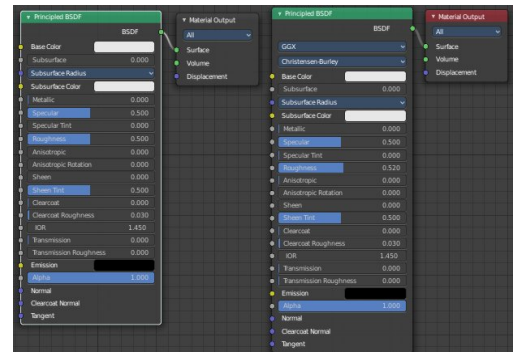 Principled BSDF
BSDF
Base Color
Subsurface 0.000
Subsurface Radius
Subsurface Color
Metallic 0.000
Specular 0.500
Specular Tint 0.000
Roughness 0.500
Anisotropic 0.000
Anisotropic Rotation 0.000
Sheen 0.000
Sheen Tint 0.500
Clearcoat 0.000
Clearcoat Roughness 0.030
IOR 1.450
Transmission 0.000
Transmission Roughness 0.000
Emission
Alpha 1.000
Normal
Clearcoat Normal
Tangent
Material Output
All
Surface
Volume
Displacement
Principled BSDF
BSDF
GGX
Christensen-Burley
Base Color
Subsurface 0.000
Subsurface Radius
Subsurface Color
Metallic 0.000
Specular 0.500
Specular Tint 0.000
Roughness 0.520
Anisotropic 0.000
Anisotropic Rotation 0.000
Sheen 0.000
Sheen Tint 0.500
Clearcoat 0.000
Clearcoat Roughness 0.030
IOR 1.450
Transmission 0.000
Transmission Roughness 0.000
Emission
Alpha 1.000
Normal
Clearcoat Normal
Tangent
Material Output
All
Surface
Volume
Displacement